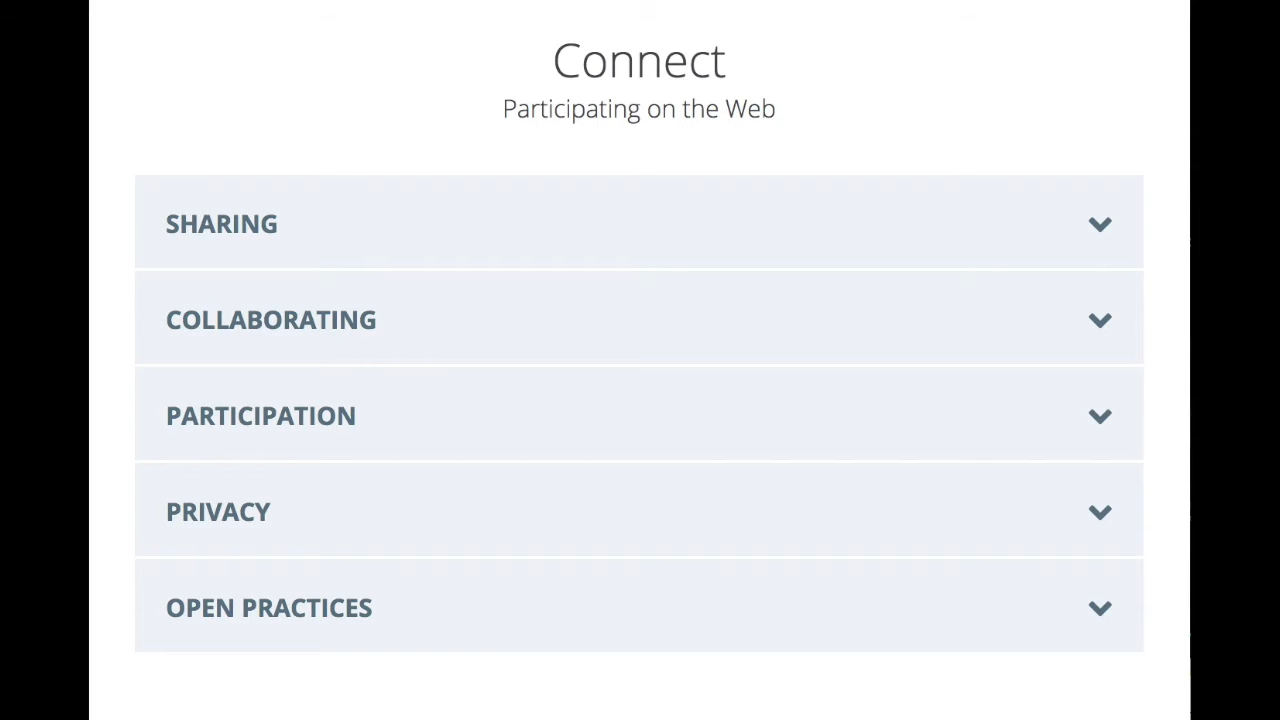 Connect
Participating on the Web
SHARING
COLLABORATING
PARTICIPATION
PRIVACY
OPEN PRACTICES